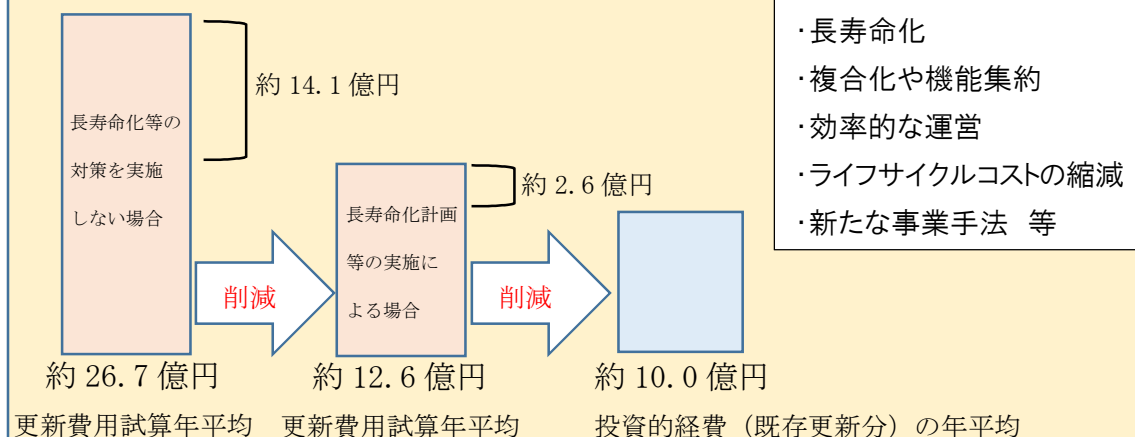 約 14.1 億円
長寿命化等の
対策を実施
しない場合
削減
約 26.7 億円
更新費用試算年平均
約 2.6 億円
長寿命化計画
等の実施に
よる場合
削減
約 12.6 億円
更新費用試算年平均
約 10.0 億円
投資的経費（既存更新分）の年平均
・長寿命化
・複合化や機能集約
・効率的な運営
・ライフサイクルコストの縮減
・新たな事業手法　等